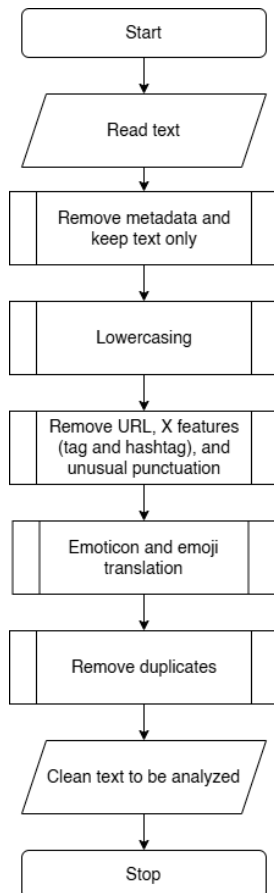 Start
Read text
Remove metadata and
keep text only
Lowercasing
Remove URL, X features
(tag and hashtag), and
unusual punctuation
Emoticon and emoji
translation
Remove duplicates
Clean text to be analyzed
Stop